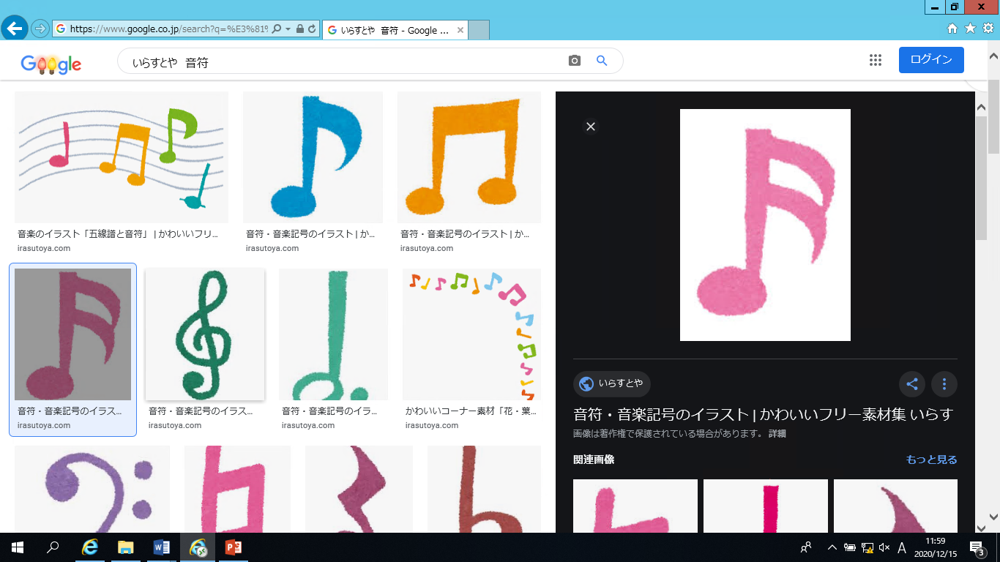 https://www.google.co.jp/search?q=%E3%81%
いらすとや 音符 - Google ...
Google
いらすとや 音符
ログイン
音楽のイラスト「五線譜と音符」 | かわいいフリ...
irasutoya.com
音符・音楽記号のイラスト | か...
irasutoya.com
音符・音楽記号のイラスト | か...
irasutoya.com
音符・音楽記号のイラス...
irasutoya.com
音符・音楽記号のイラス...
irasutoya.com
音符・音楽記号のイラ...
irasutoya.com
かわいいコーナー素材「花・葉...
irasutoya.com
いらすとや
音符・音楽記号のイラスト | かわいいフリー素材集 いらす
画像は著作権で保護されている場合があります。 詳細
関連画像
もっと見る
A
11:59
2020/12/15
3